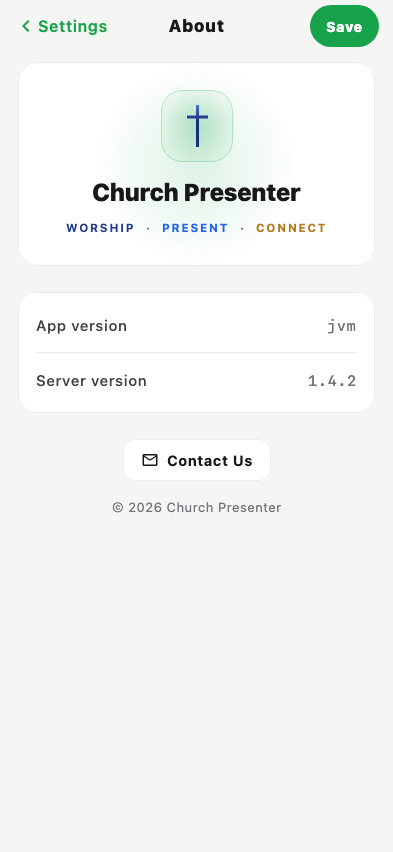 Settings About Save
Church Presenter
WORSHIP · PRESENT · CONNECT
App version jvm
Server version 1.4.2
Contact Us
© 2026 Church Presenter